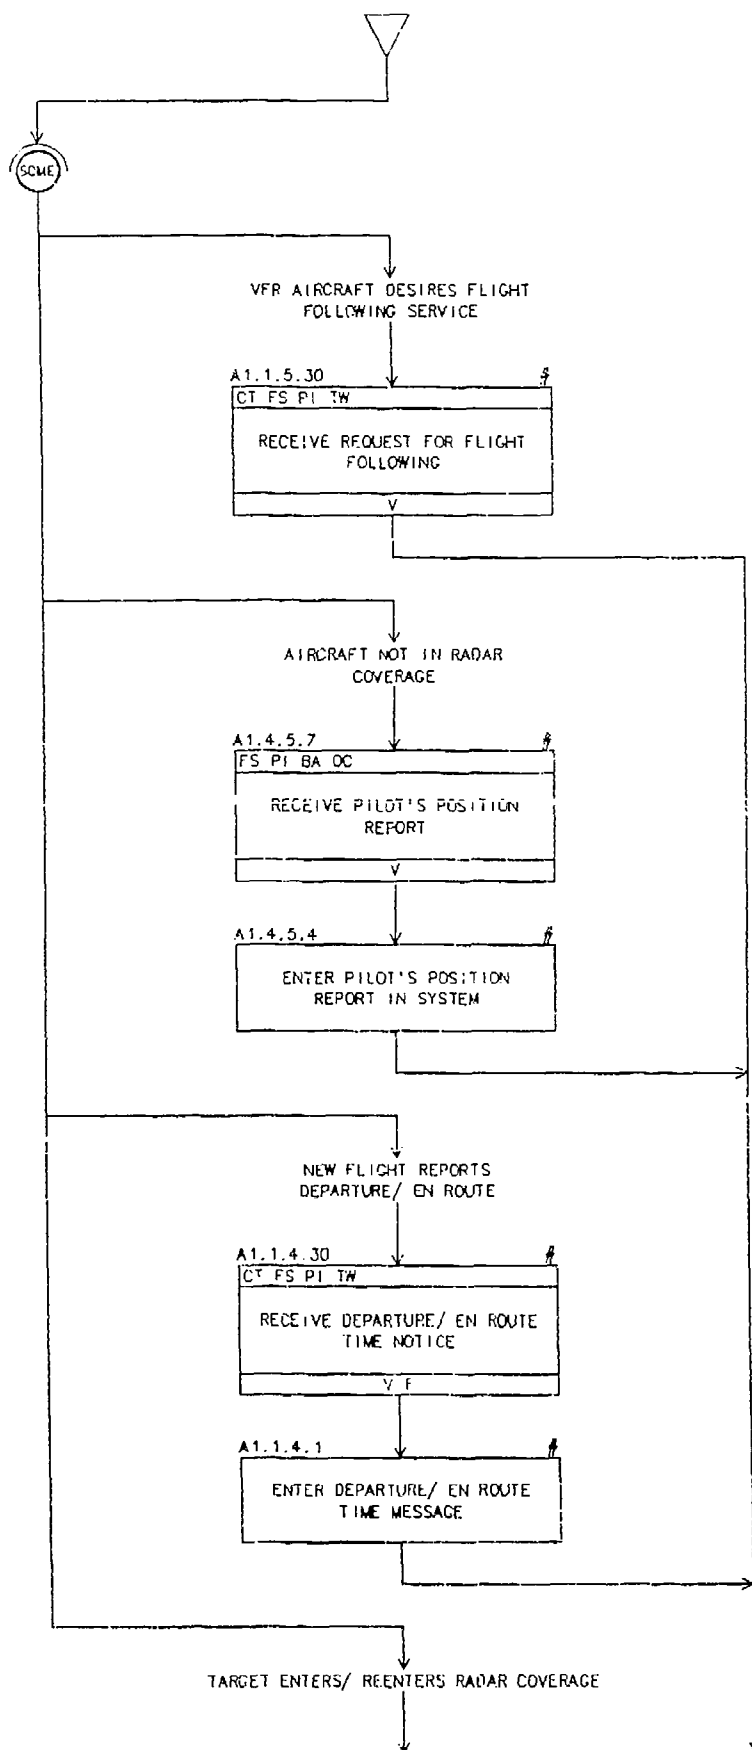 SOME
VFR AIRCRAFT DESIRES FLIGHT
FOLLOWING SERVICE
A1.1.5.30
CT FS PI TW
RECEIVE REQUEST FOR FLIGHT
FOLLOWING
V
AIRCRAFT NOT IN RADAR
COVERAGE
A1.4.5.7
FS PI BA OC
RECEIVE PILOT'S POSITION
REPORT
V
A1.4.5.4
ENTER PILOT'S POSITION
REPORT IN SYSTEM
NEW FLIGHT REPORTS
DEPARTURE/ EN ROUTE
A1.1.4.30
CT FS PI TW
RECEIVE DEPARTURE/ EN ROUTE
TIME NOTICE
V F
A1.1.4.1
ENTER DEPARTURE/ EN ROUTE
TIME MESSAGE
TARGET ENTERS/ REENTERS RADAR COVERAGE